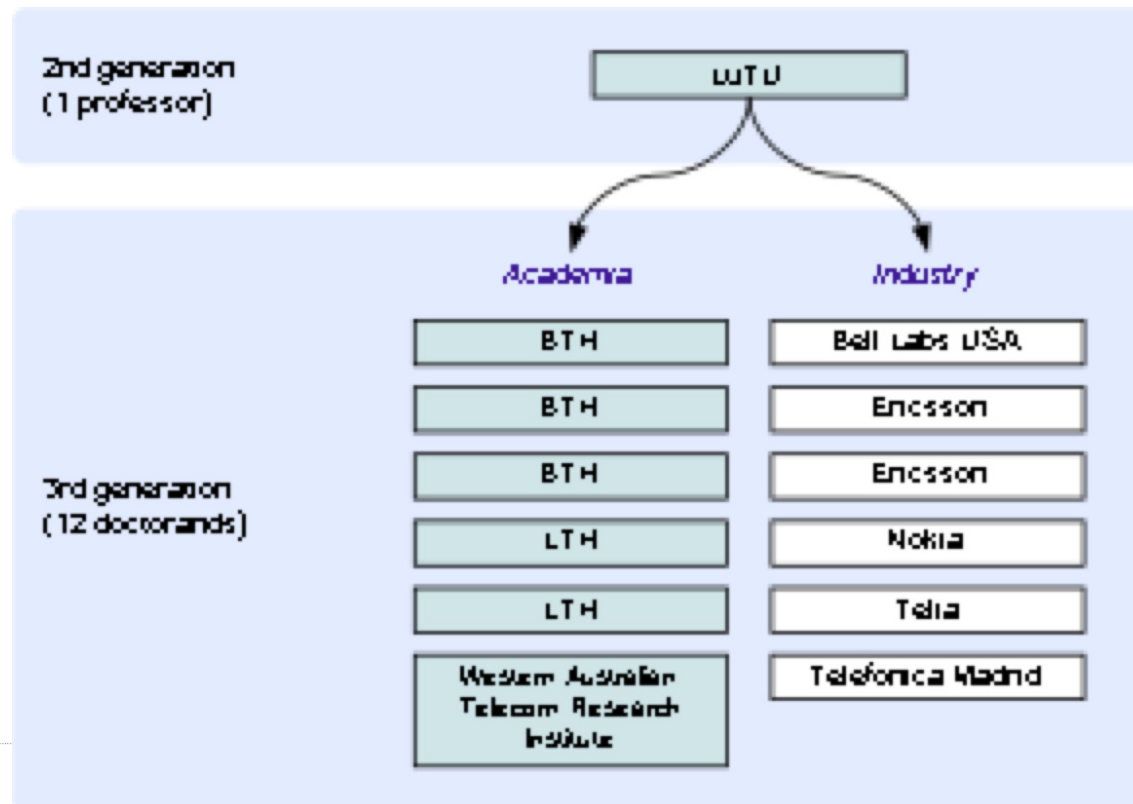 2nd generation
(1 professor)
LuTU
Academia
Industry
BTH
Bell Labs USA
BTH
Ericsson
BTH
Ericsson
3rd generation
(12 doctorands)
LTH
Nokia
LTH
Telia
Western Australian
Telecom Research
Institute
Telefonica Madrid